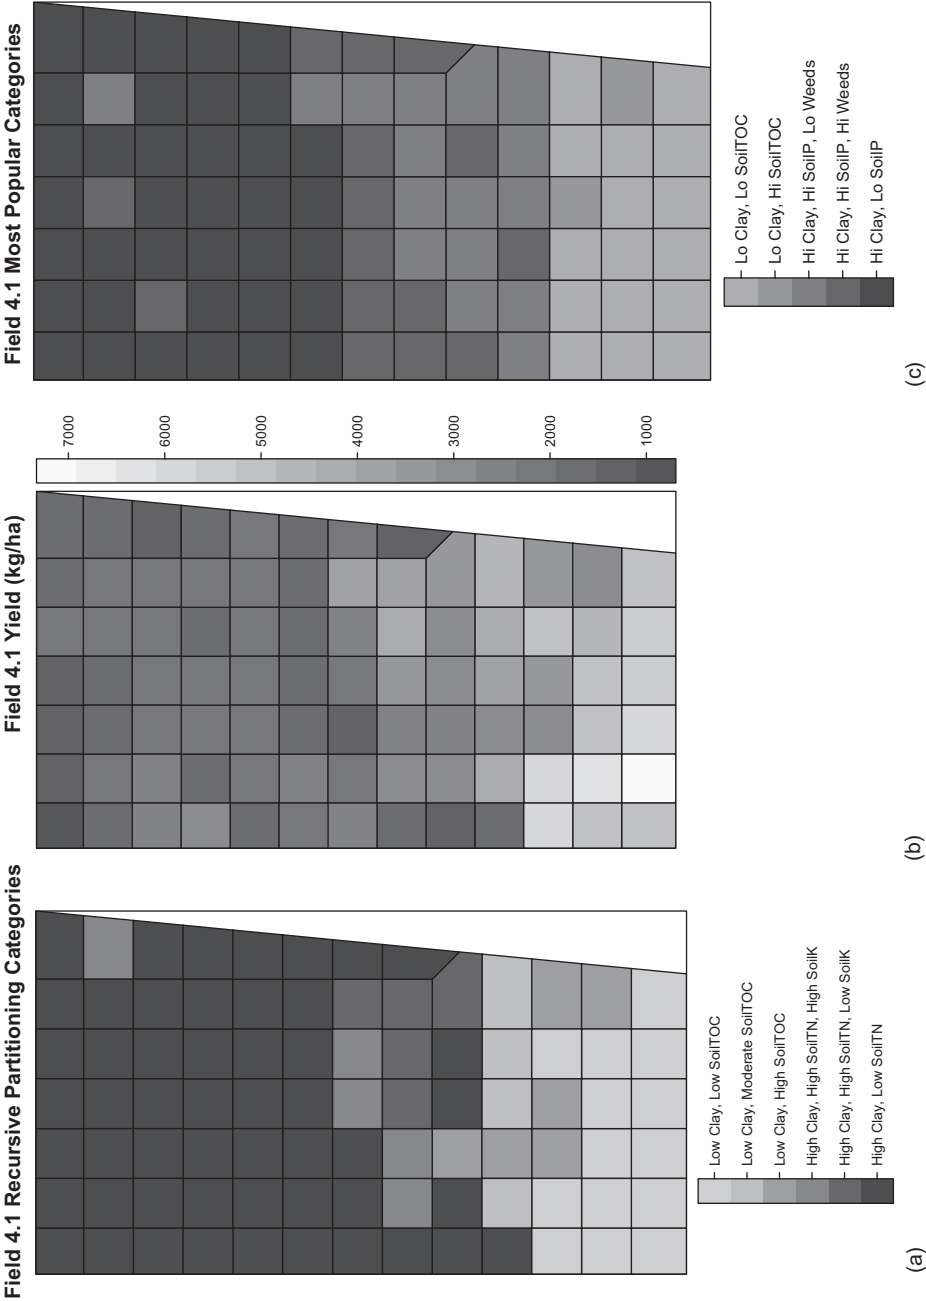 Field 4.1 Recursive Partitioning Categories
Low Clay, Low SoilTOC
Low Clay, Moderate SoilTOC
Low Clay, High SoilTOC
High Clay, High SoilTN, High SoilK
High Clay, High SoilTN, Low SoilK
High Clay, Low SoilTN
(a)
Field 4.1 Yield (kg/ha)
7000
6000
5000
4000
3000
2000
1000
(b)
Field 4.1 Most Popular Categories
Lo Clay, Lo SoilTOC
Lo Clay, Hi SoilTOC
Hi Clay, Hi SoilP, Lo Weeds
Hi Clay, Hi SoilP, Hi Weeds
Hi Clay, Lo SoilP
(c)